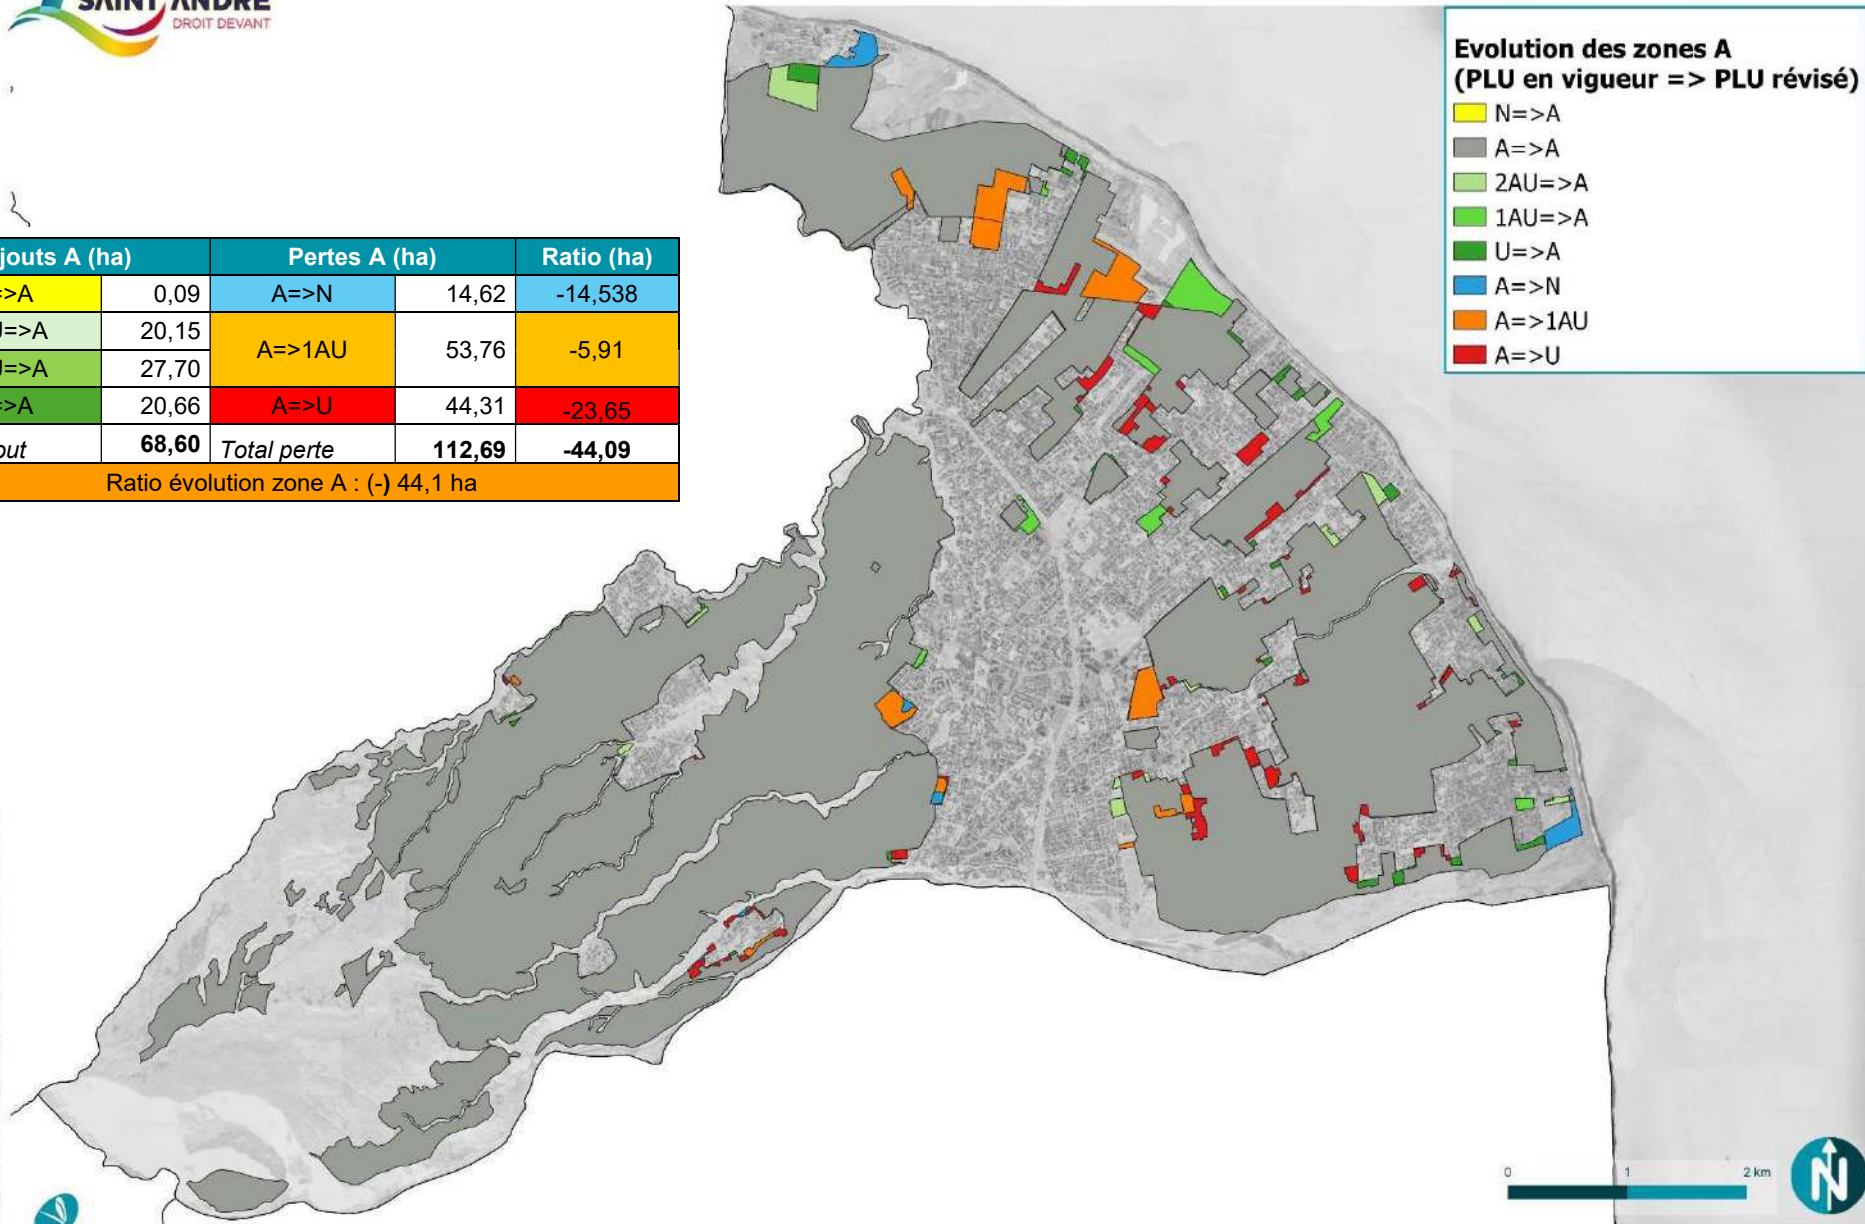 SAINT ANDRE
DROIT DEVANT
Evolution des zones A
(PLU en vigueur => PLU révisé)
N=>A
A=>A
2AU=>A
1AU=>A
U=>A
A=>N
A=>1AU
A=>U
jouts A (ha) Pertes A (ha) Ratio (ha)
=>A 0,09 A=>N 14,62 -14,538
J=>A 20,15 A=>1AU 53,76 -5,91
J=>A 27,70
=>A 20,66 A=>U 44,31 -23,65
out 68,60 Total perte 112,69 -44,09
Ratio évolution zone A : (-) 44,1 ha
0 1 2 km
N